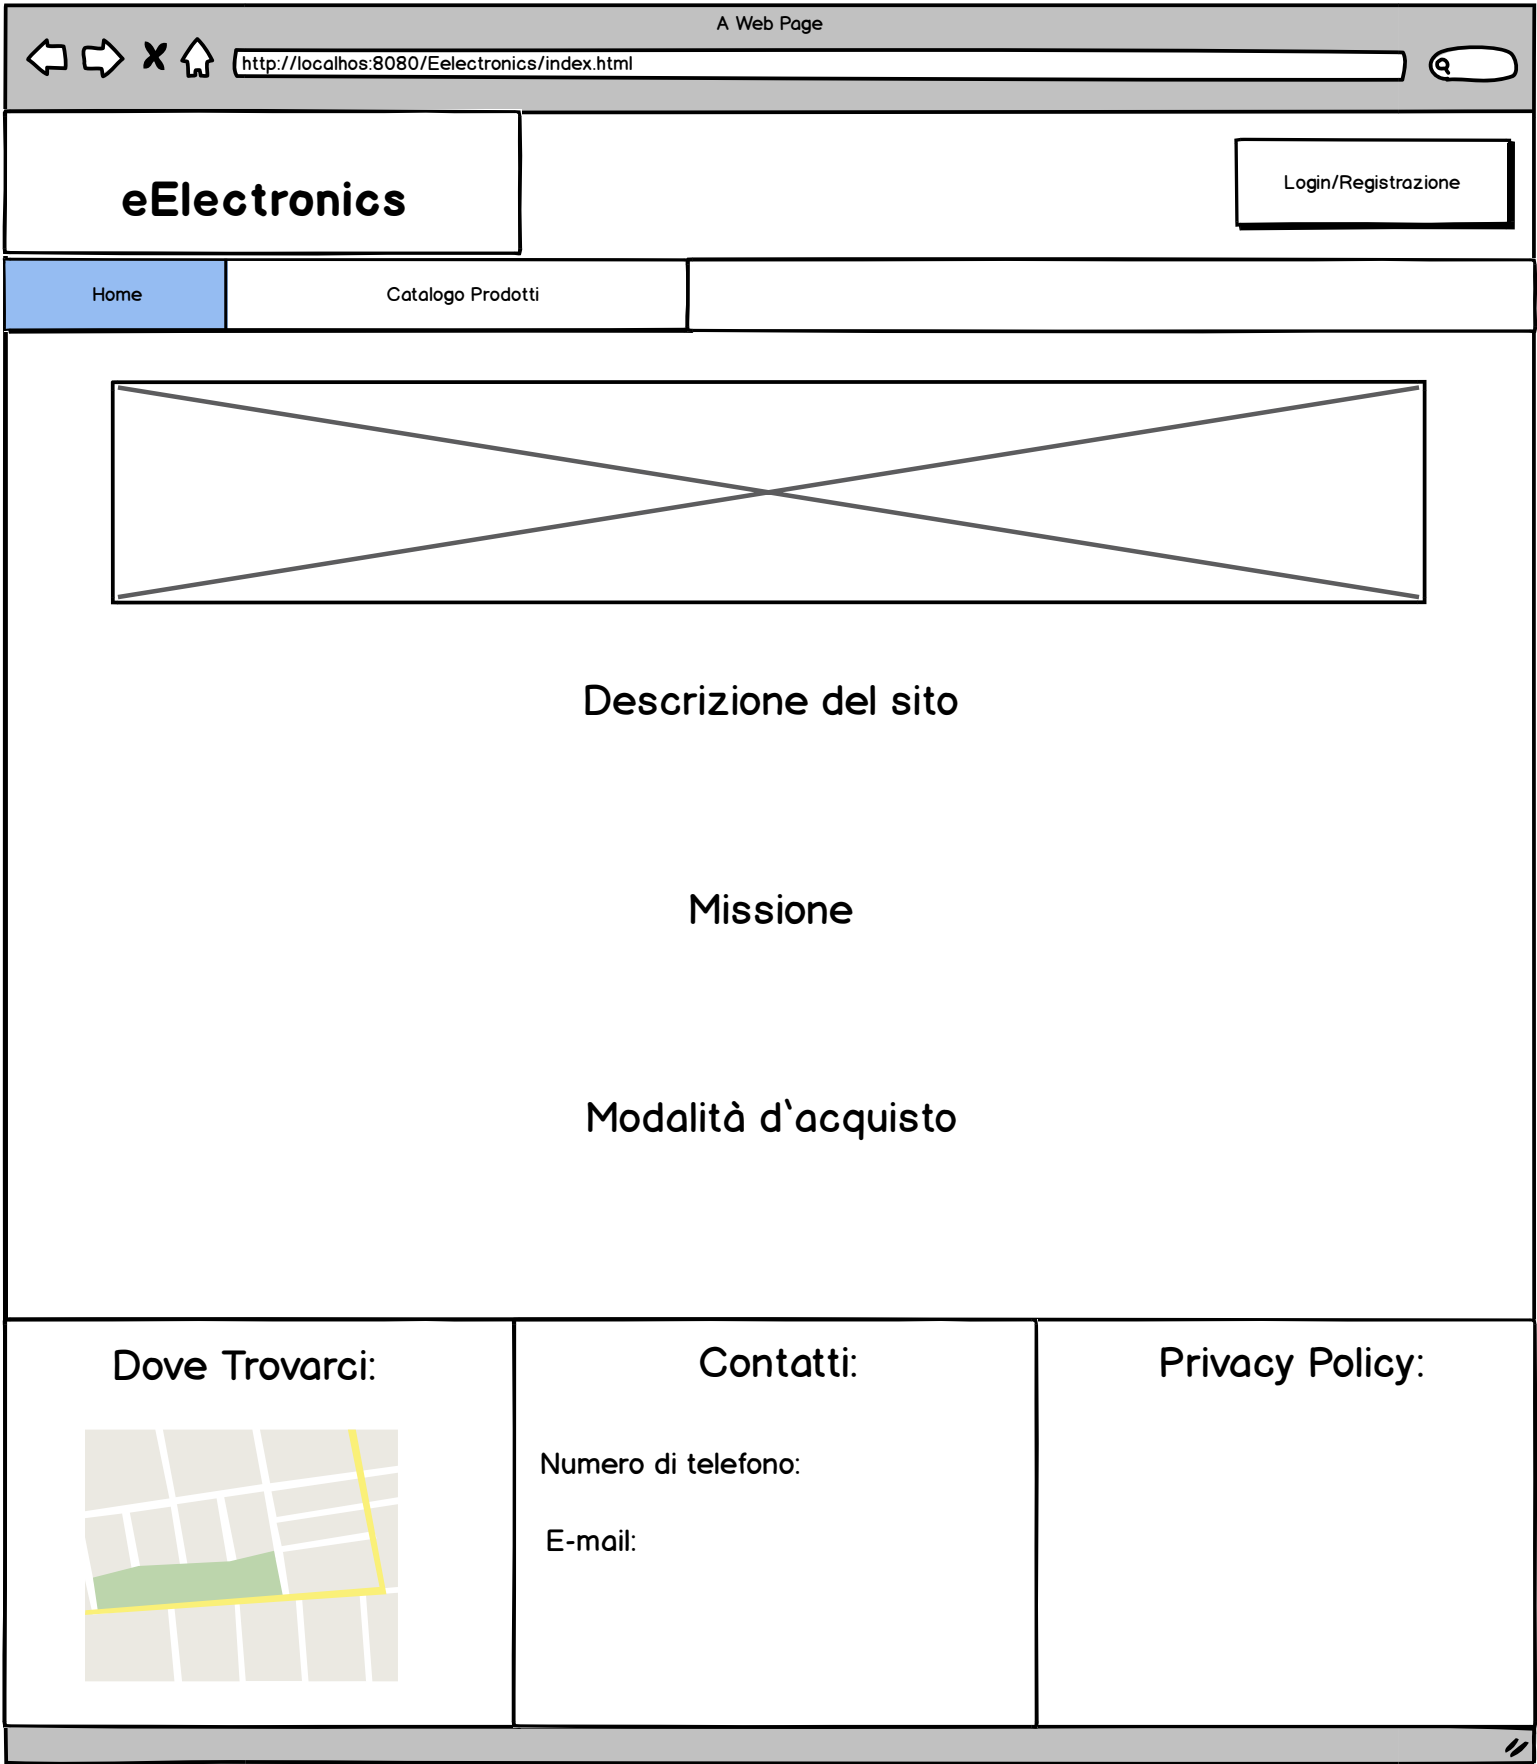 A Web Page
http://localhos:8080/Eelectronics/index.html
eElectronics
Login/Registrazione
Home
Catalogo Prodotti
Descrizione del sito
Missione
Modalità d'acquisto
Dove Trovarci:
Contatti:
Numero di telefono:
E-mail:
Privacy Policy: